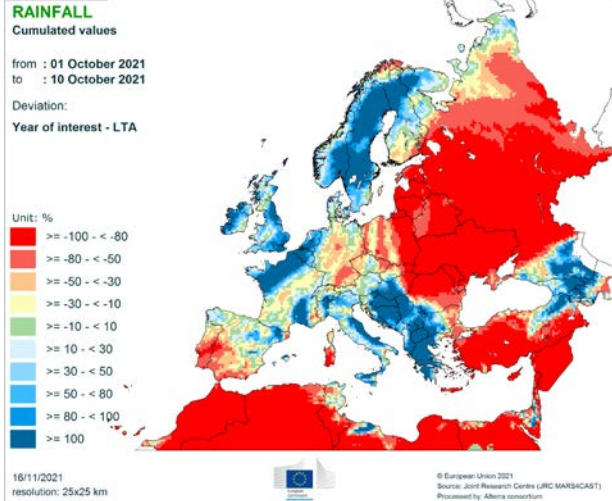 RAINFALL
Cumulated values
from : 01 October 2021
to : 10 October 2021
Deviation:
Year of interest - LTA
Unit: %
>= -100 - < -80
>= -80 - < -50
>= -50 - < -30
>= -30 - < -10
>= -10 - < 10
>= 10 - < 30
>= 30 - < 50
>= 50 - < 80
>= 80 - < 100
>= 100
16/11/2021
resolution: 25x25 km
European
Commission
© European Union 2021
Source: Joint Research Centre (JRC MARS4CAST)
Processed by: Alterra consortium